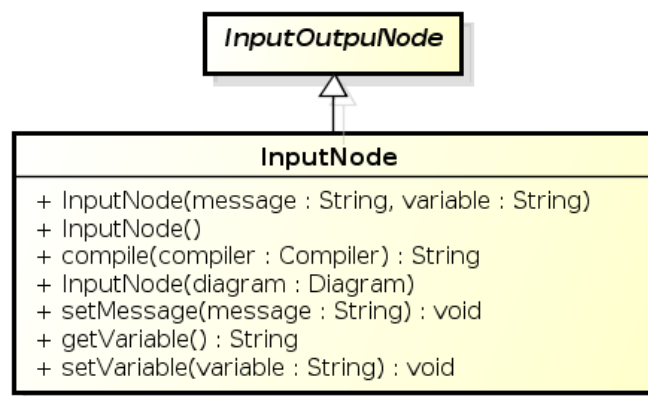 InputOutpuNode
InputNode
+ InputNode(message : String, variable : String)
+ InputNode()
+ compile(compiler : Compiler) : String
+ InputNode(diagram : Diagram)
+ setMessage(message : String) : void
+ getVariable() : String
+ setVariable(variable : String) : void